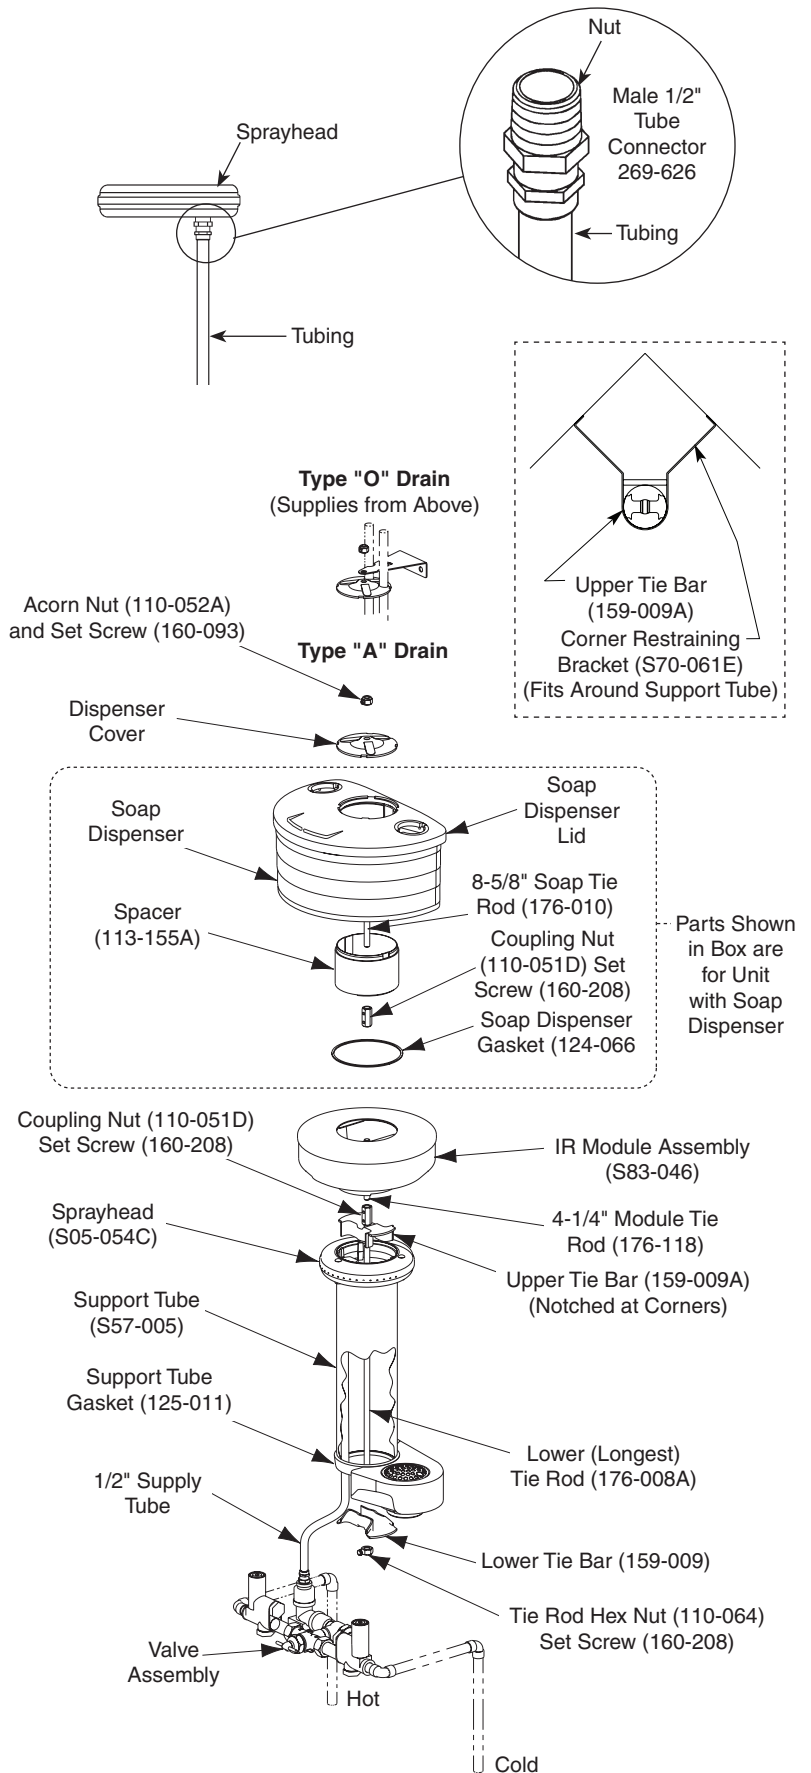 Nut
Male 1/2"
Tube
Connector
269-626
Tubing
Sprayhead
Tubing
Type "O" Drain
(Supplies from Above)
Upper Tie Bar
(159-009A)
Corner Restraining
Bracket (S70-061E)
(Fits Around Support Tube)
Acorn Nut (110-052A)
and Set Screw (160-093)
Type "A" Drain
Dispenser
Cover
Soap
Dispenser
Soap
Dispenser
Lid
8-5/8" Soap Tie
Rod (176-010)
Spacer
(113-155A)
Coupling Nut
(110-051D) Set
Screw (160-208)
Soap Dispenser
Gasket (124-066
Parts Shown
in Box are
for Unit
with Soap
Dispenser
Coupling Nut (110-051D)
Set Screw (160-208)
IR Module Assembly
(S83-046)
Sprayhead
(S05-054C)
4-1/4" Module Tie
Rod (176-118)
Upper Tie Bar (159-009A)
(Notched at Corners)
Support Tube
(S57-005)
Support Tube
Gasket (125-011)
Lower (Longest)
Tie Rod (176-008A)
1/2" Supply
Tube
Lower Tie Bar (159-009)
Tie Rod Hex Nut (110-064)
Set Screw (160-208)
Valve
Assembly
Hot
Cold